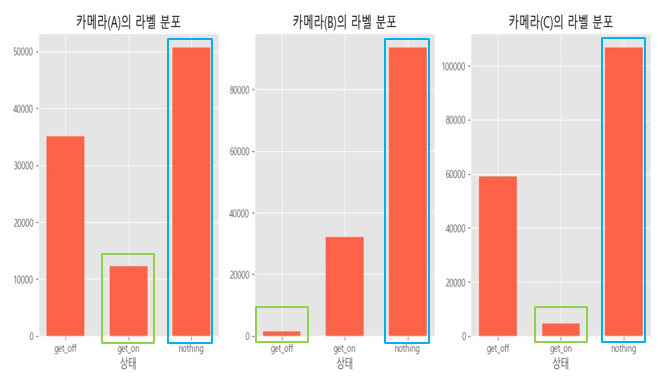 카메라(A)의 라벨 분포
50000
40000
30000
20000
10000
0
get_off
get_on
nothing
상태
카메라(B)의 라벨 분포
80000
60000
40000
20000
0
get_off
get_on
nothing
상태
카메라(C)의 라벨 분포
100000
80000
60000
40000
20000
0
get_off
get_on
nothing
상태